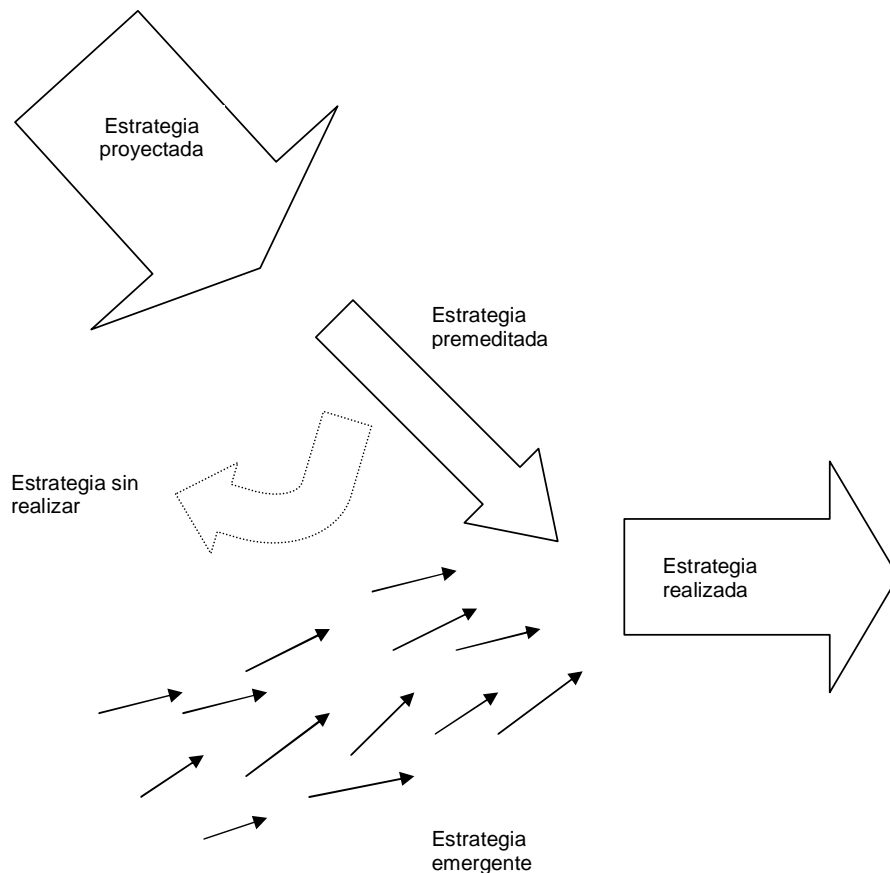 Estrategia
proyectada
Estrategia
premeditada
Estrategia sin
realizar
Estrategia
realizada
Estrategia
emergente